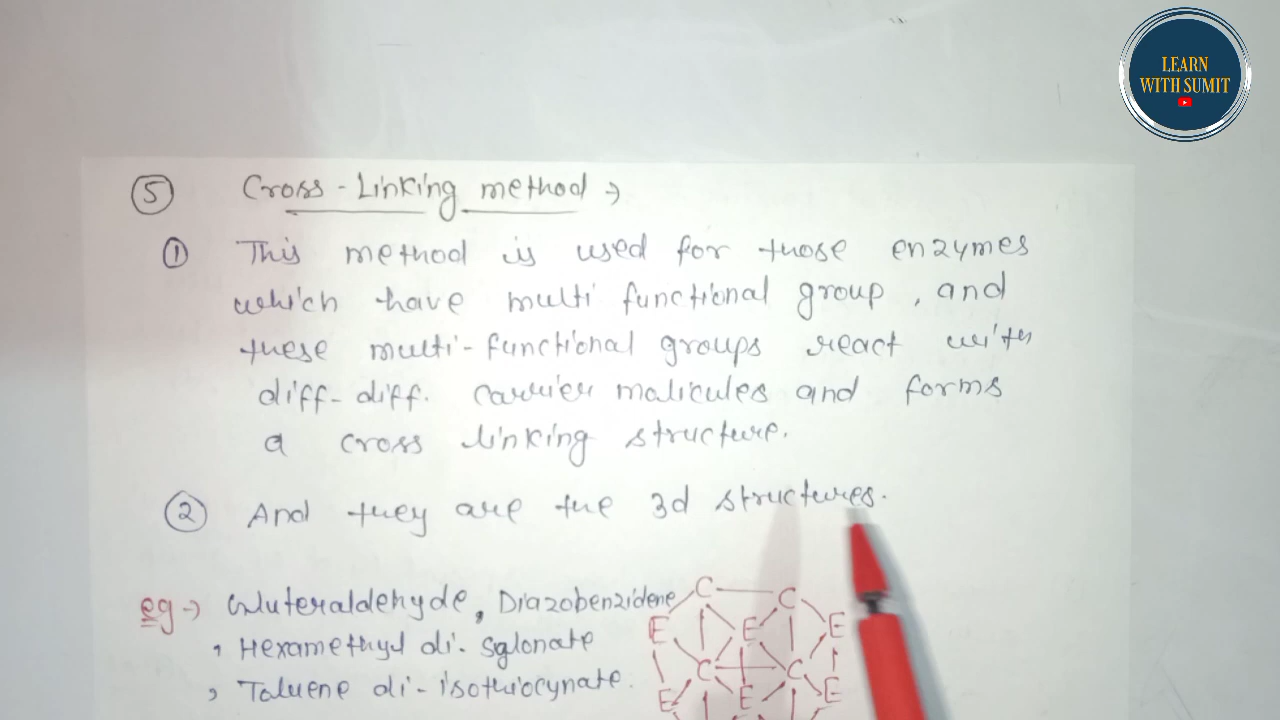 LEARN
WITH SUMIT
5 Cross-Linking method →
1 This method is used for those enzymes
which have multi functional group, and
these multi-functional groups react with
diff-diff. carrier malicules and forms
a cross linking structure.
2 And they are the 3d structures.
eg → Gluteraldehyde, Diazobenzidene
, Hexamethyl di-
, Toluene di-isothiocynate.
C C
E E E
C C
E E E